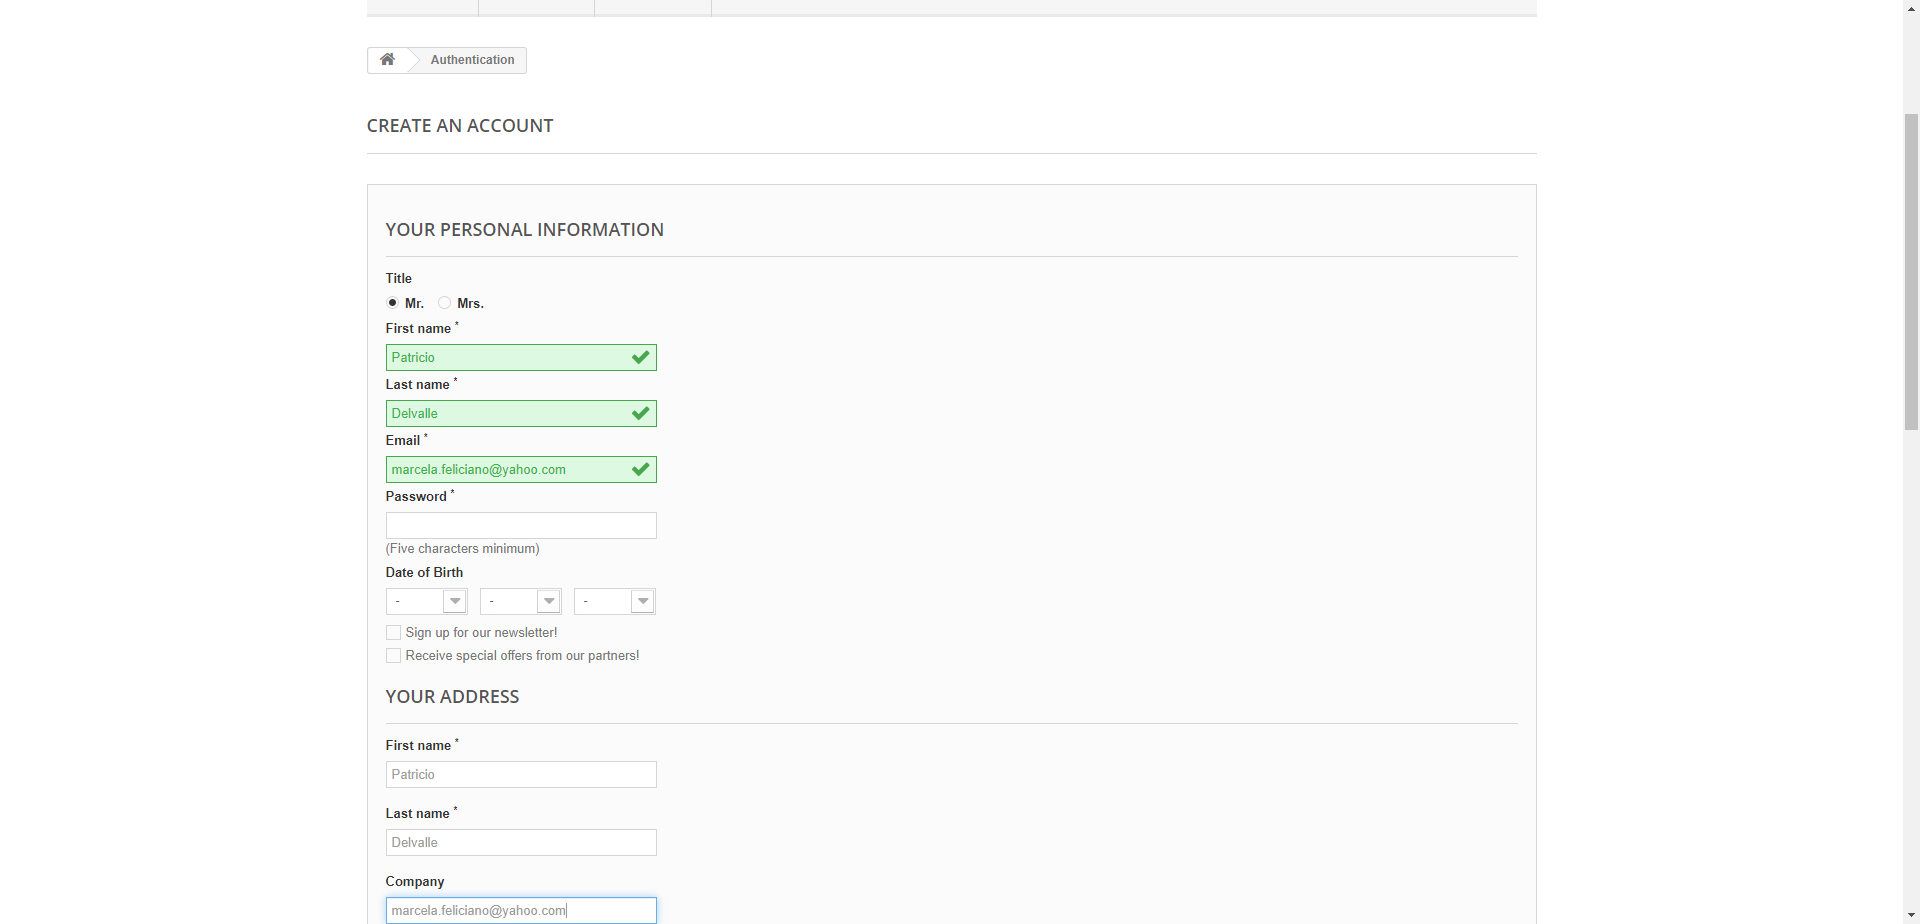 Authentication
CREATE AN ACCOUNT
YOUR PERSONAL INFORMATION
Title
Mr. Mrs.
First name *
Patricio
Last name *
Delvalle
Email *
marcela.feliciano@yahoo.com
Password *
(Five characters minimum)
Date of Birth
- - -
Sign up for our newsletter!
Receive special offers from our partners!
YOUR ADDRESS
First name *
Patricio
Last name *
Delvalle
Company
marcela.feliciano@yahoo.com